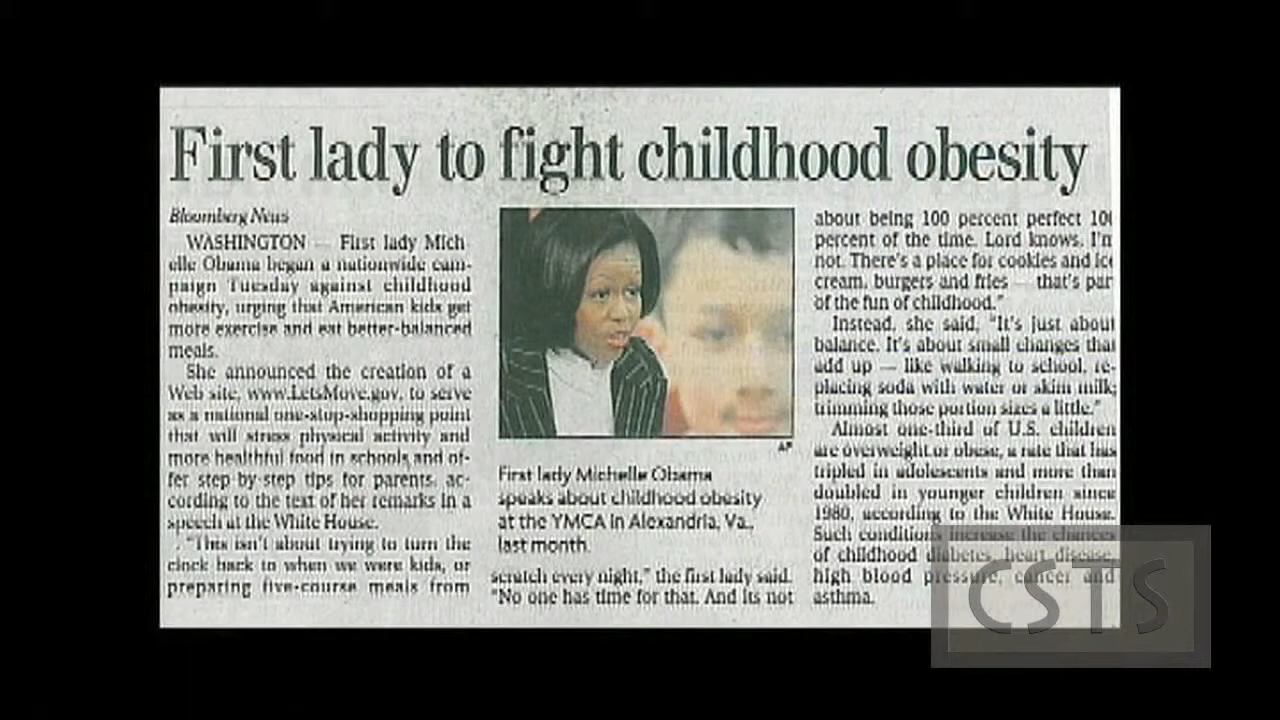 First lady to fight childhood obesity
Bloomberg News
WASHINGTON — First lady Mich-
elle Obama began a nationwide cam-
paign Tuesday against childhood
obesity, urging that American kids get
more exercise and eat better-balanced
meals.
She announced the creation of a
Web site, www.LetsMove.gov, to serve
as a national one-stop-shopping point
that will stress physical activity and
more healthful food in schools and of-
fer step-by-step tips for parents, ac-
cording to the text of her remarks in a
speech at the White House.
"This isn't about trying to turn the
clock back to when we were kids, or
preparing five-course meals from
AP
First lady Michelle Obama
speaks about childhood obesity
at the YMCA in Alexandria, Va.,
last month.
scratch every night," the first lady said.
"No one has time for that. And its not
about being 100 percent perfect 100
percent of the time. Lord knows, I'm
not. There's a place for cookies and ice
cream, burgers and fries — that's par
of the fun of childhood."
Instead, she said, "It's just about
balance. It's about small changes that
add up — like walking to school, re-
placing soda with water or skim milk,
trimming those portion sizes a little."
Almost one-third of U.S. children
are overweight or obese, a rate that has
tripled in adolescents and more than
doubled in younger children since
1980, according to the White House.
Such conditions increase the chances
of childhood diabetes, heart disease,
high blood pressure, cancer and
asthma.
CSTS